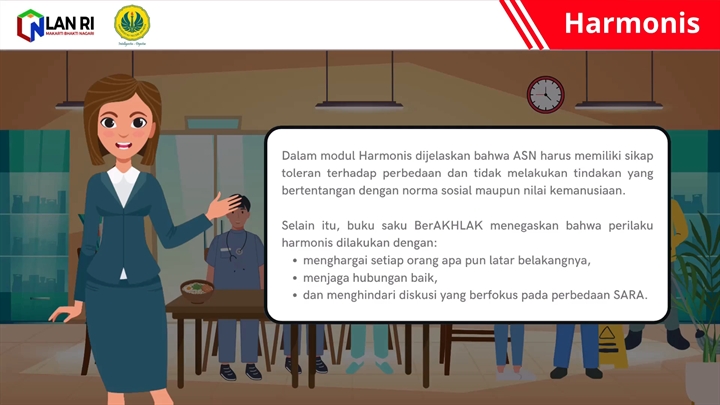 LAN RI
MAKARTI BHAKTI NAGARI
Harmonis
Dalam modul Harmonis dijelaskan bahwa ASN harus memiliki sikap
toleran terhadap perbedaan dan tidak melakukan tindakan yang
bertentangan dengan norma sosial maupun nilai kemanusiaan.
Selain itu, buku saku BerAKHLAK menegaskan bahwa perilaku
harmonis dilakukan dengan:
• menghargai setiap orang apa pun latar belakangnya,
• menjaga hubungan baik,
• dan menghindari diskusi yang berfokus pada perbedaan SARA.